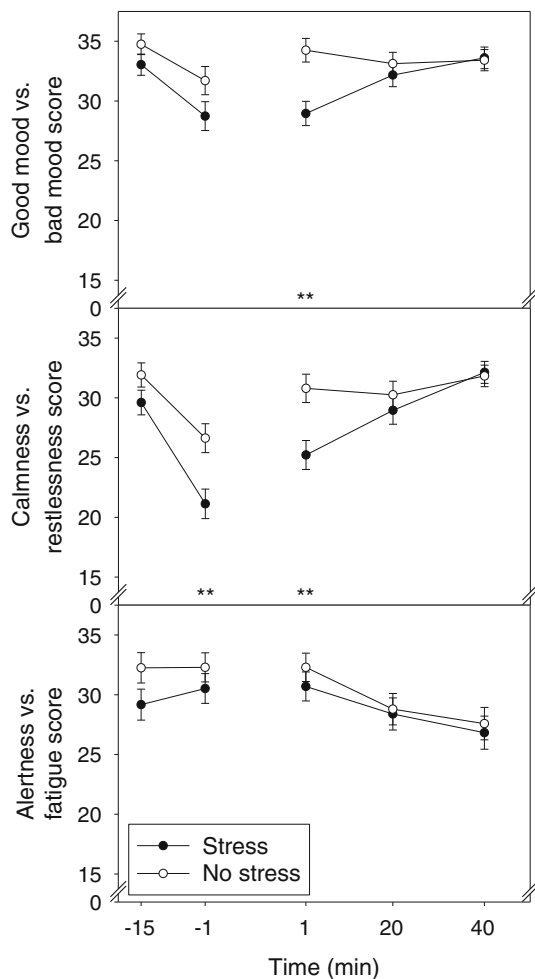 Good mood vs.
bad mood score
35
30
25
20
15
0
**
Calmness vs.
restlessness score
35
30
25
20
15
0
**
**
Alertness vs.
fatigue score
35
30
25
20
15
0
Stress
No stress
-15
-1
1
20
40
Time (min)